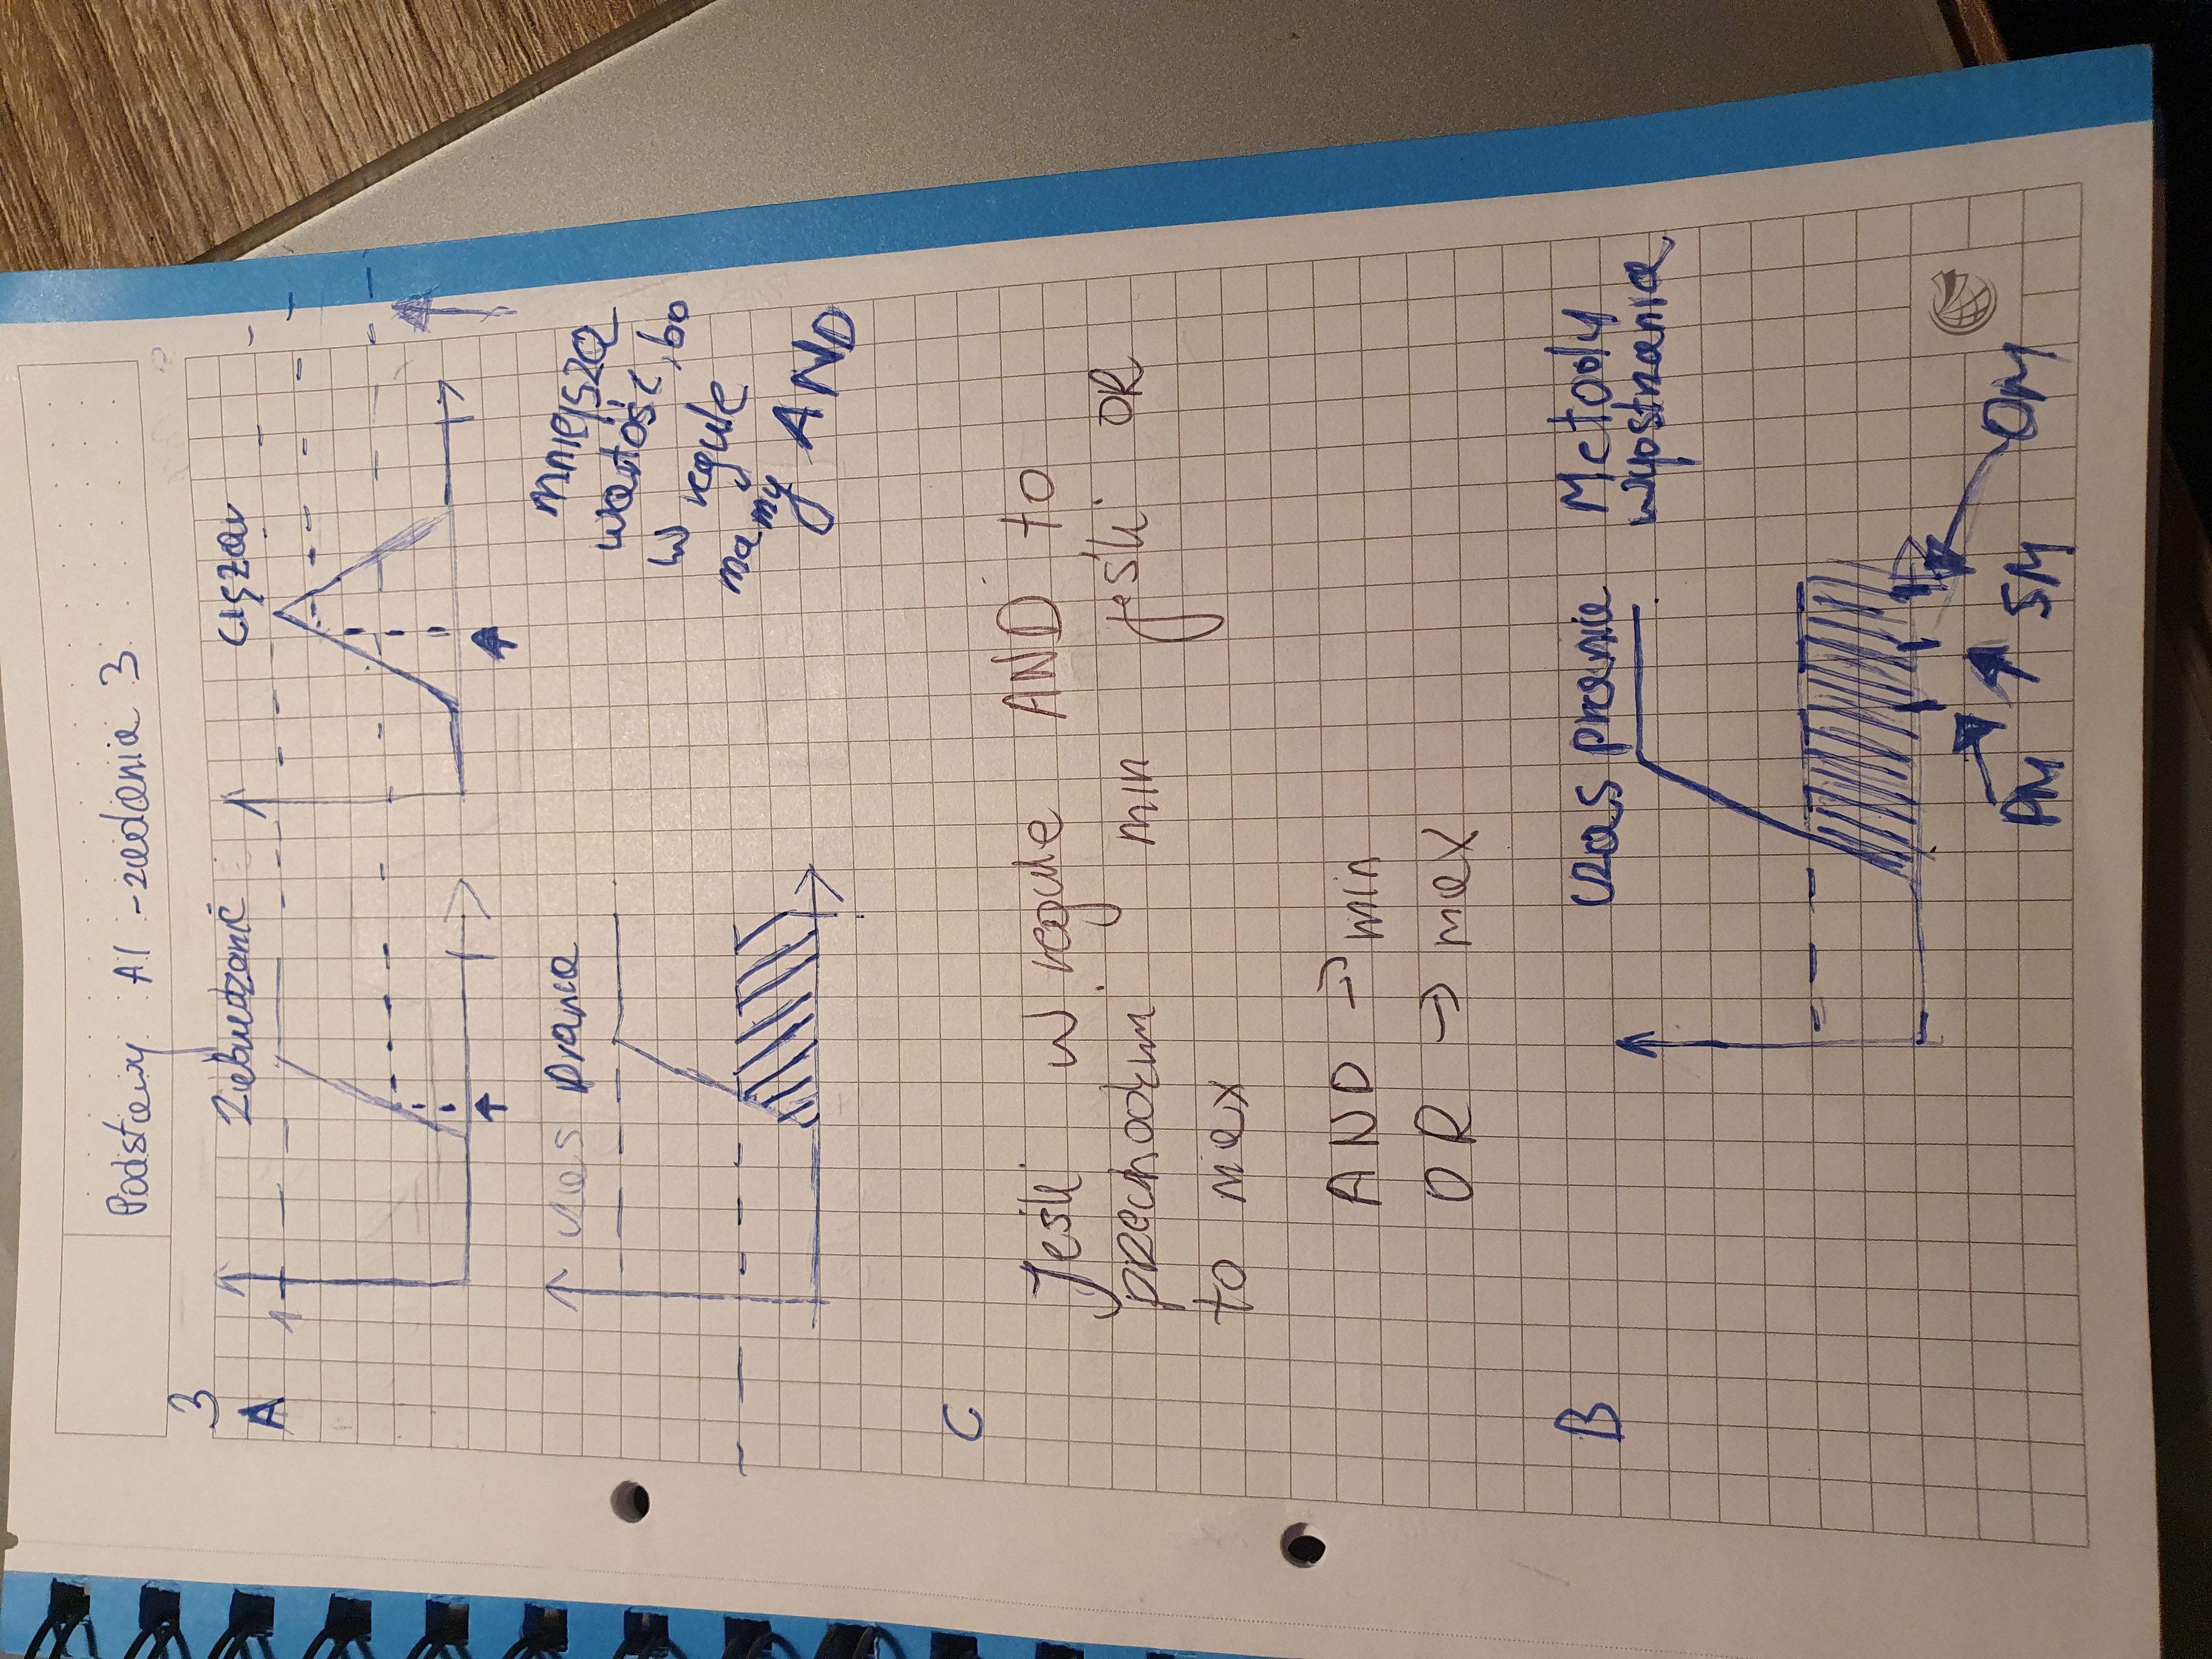 Podstawy AI - zadania 3
3
A
Zabrudzenie
ciężar
1
czas prania
mniejsza
wartość, bo
w regule
mamy AND
C
Jeśli w regule AND to
przechodzi min jeśli OR
to max
AND → min
OR → max
B
czas prania Metody
wyostrzania
PM SM OM